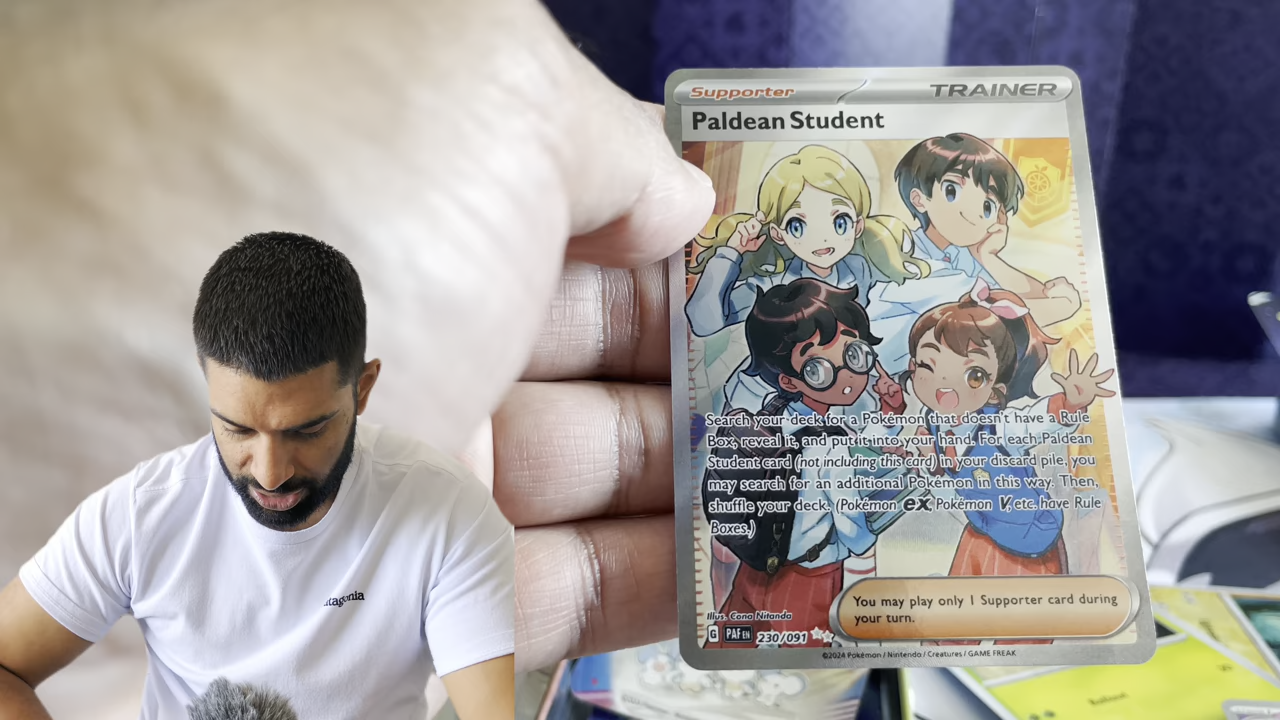 Supporter
TRAINER
Paldean Student
Search your deck for a Pokémon that doesn't have a Rule
Box, reveal it, and put it into your hand. For each Paldean
Student card (not including this card) in your discard pile, you
may search for an additional Pokémon in this way. Then,
shuffle your deck. (Pokémon ex, Pokémon V, etc. have Rule
Boxes.)
You may play only 1 Supporter card during
your turn.
Illus. Cona Nitanda
G PAF EN 230/091
©2024 Pokémon / Nintendo / Creatures / GAME FREAK
tagonia